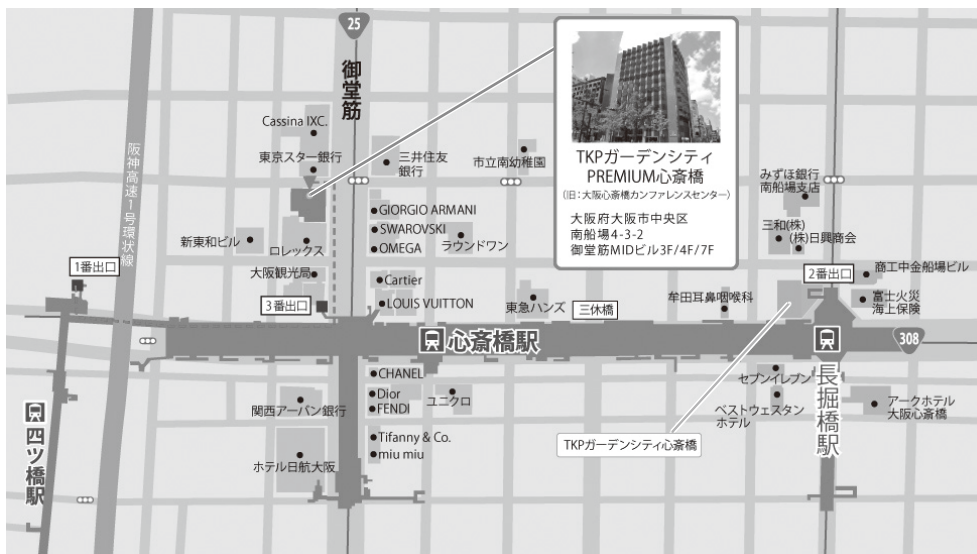 25
御堂筋
阪神高速1号環状線
Cassina IXC.
東京スター銀行
三井住友
銀行
市立南幼稚園
TKPガーデンシティ
PREMIUM心斎橋
(旧:大阪心斎橋カンファレンスセンター)
大阪府大阪市中央区
南船場4-3-2
御堂筋MIDビル3F/4F/7F
みずほ銀行
南船場支店
GIORGIO ARMANI
SWAROVSKI
OMEGA
ラウンドワン
新東和ビル
ロレックス
三和(株)
(株)日興商会
1番出口
大阪観光局
Cartier
2番出口
商工中金船場ビル
3番出口
LOUIS VUITTON
東急ハンズ
三休橋
牟田耳鼻咽喉科
富士火災
海上保険
心斎橋駅
308
CHANEL
セブンイレブン
長堀橋駅
四ツ橋駅
関西アーバン銀行
Dior
FENDI
ユニクロ
ベストウェスタン
ホテル
アークホテル
大阪心斎橋
Tifanny & Co.
miu miu
ホテル日航大阪
TKPガーデンシティ心斎橋